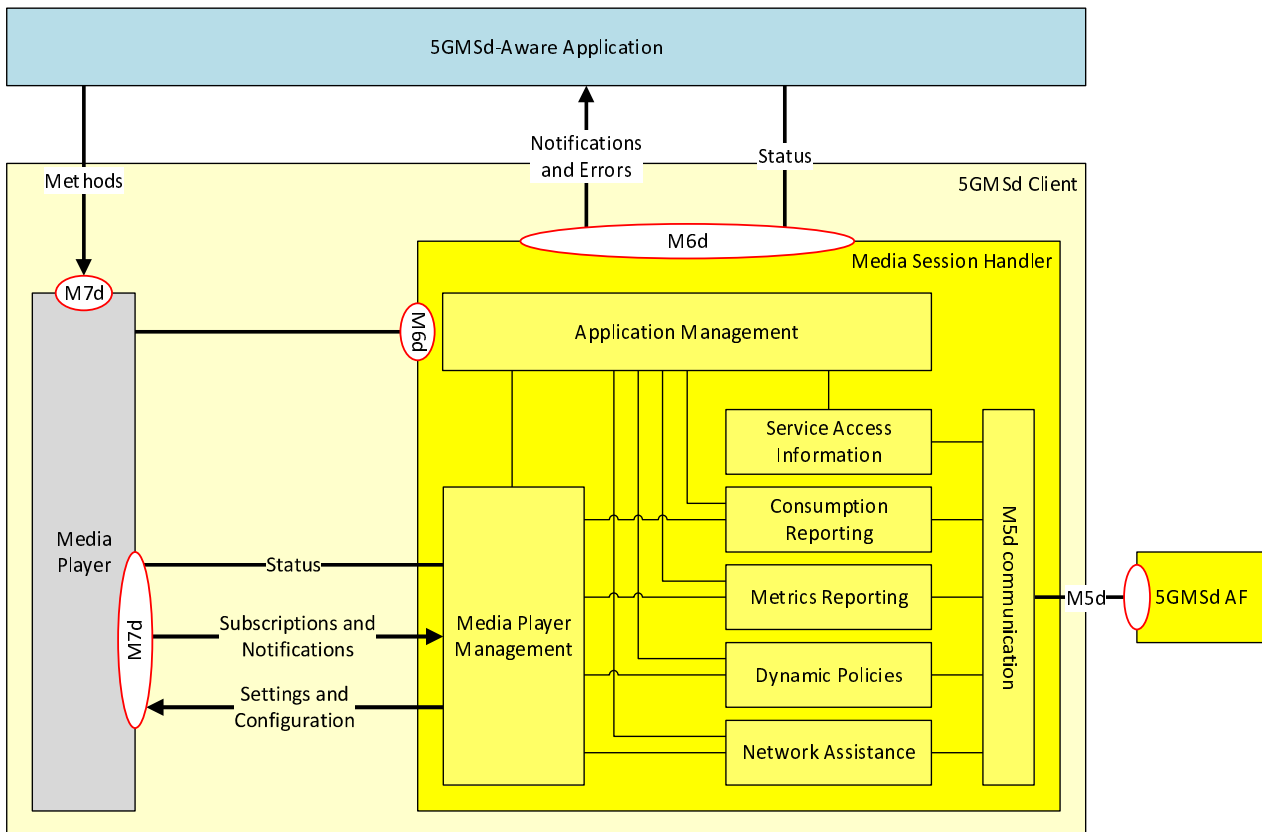 5GMSd-Aware Application
Notifications
and Errors
Status
Methods
5GMSd Client
M6d
Media Session Handler
M7d
M6d
Application Management
Service Access
Information
Consumption
Reporting
Media
Player
Status
M5d communication
M7d
Subscriptions and
Notifications
Media Player
Management
Metrics Reporting
M5d
5GMSd AF
Settings and
Configuration
Dynamic Policies
Network Assistance